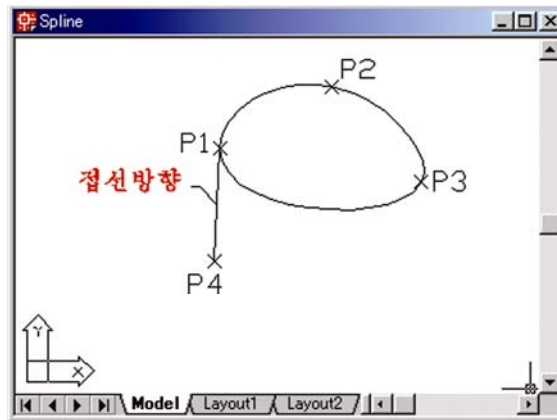 Spline
P2
P1
접선방향
P3
P4
Y
X
Model Layout1 Layout2